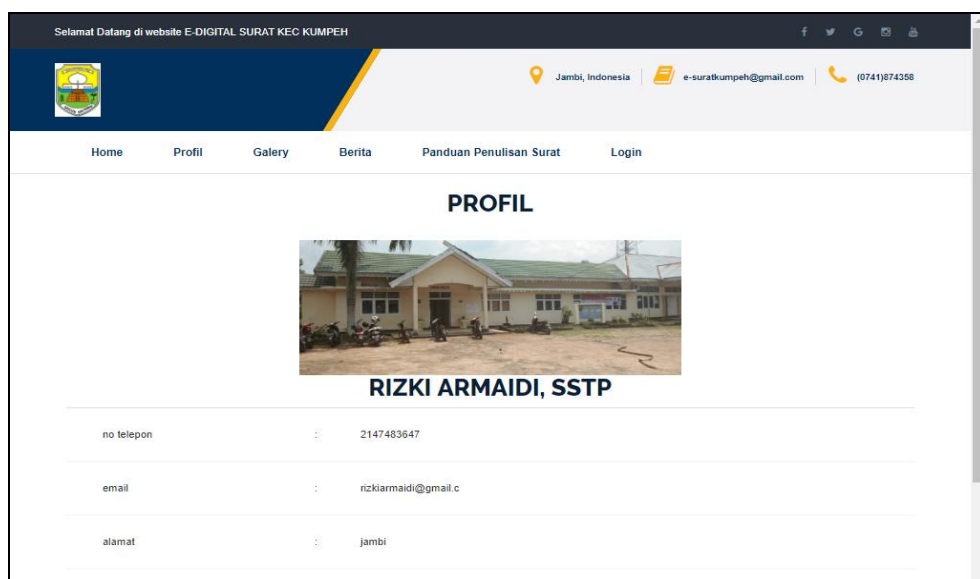 Selamat Datang di website E-DIGITAL SURAT KEC KUMPEH
Jambi, Indonesia
e-suratkumpeh@gmail.com
(0741)874358
Home Profil Galery Berita Panduan Penulisan Surat Login
PROFIL
RIZKI ARMAIDI, SSTP
no telepon : 2147483647
email : rizkiarmaidi@gmail.c
alamat : jambi